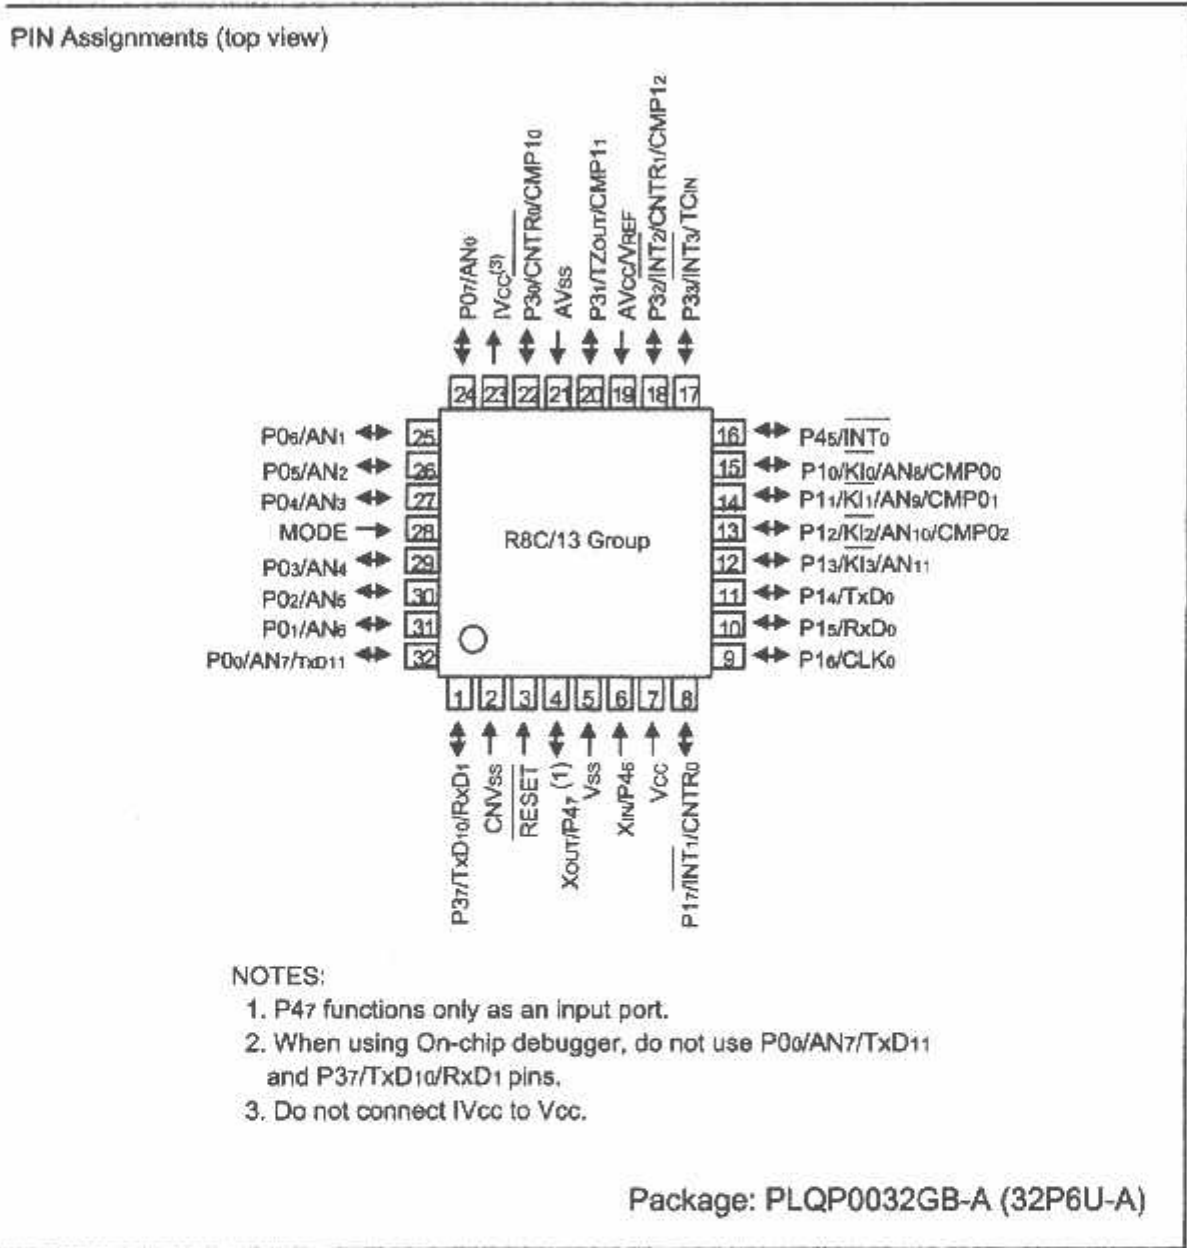 PIN Assignments (top view)
P07/AN0
IVCC(3)
P30/CNTR0/CMP10
AVSS
P31/TZOUT/CMP11
AVCC/VREF
P32/INT2/CNTR1/CMP12
P33/INT3/TCIN
24 23 22 21 20 19 18 17
P06/AN1 25
P05/AN2 26
P04/AN3 27
MODE 28
P03/AN4 29
P02/AN5 30
P01/AN6 31
P00/AN7/TxD11 32
R8C/13 Group
16 P45/INT0
15 P10/KI0/AN8/CMP00
14 P11/KI1/AN9/CMP01
13 P12/KI2/AN10/CMP02
12 P13/KI3/AN11
11 P14/TxD0
10 P15/RxD0
9 P16/CLK0
1 2 3 4 5 6 7 8
P37/TxD10/RxD1
CNVSS
RESET
XOUT/P47 (1)
VSS
XIN/P46
VCC
P17/INT1/CNTR0
NOTES:
1. P47 functions only as an input port.
2. When using On-chip debugger, do not use P00/AN7/TxD11
and P37/TxD10/RxD1 pins.
3. Do not connect IVcc to Vcc.
Package: PLQP0032GB-A (32P6U-A)